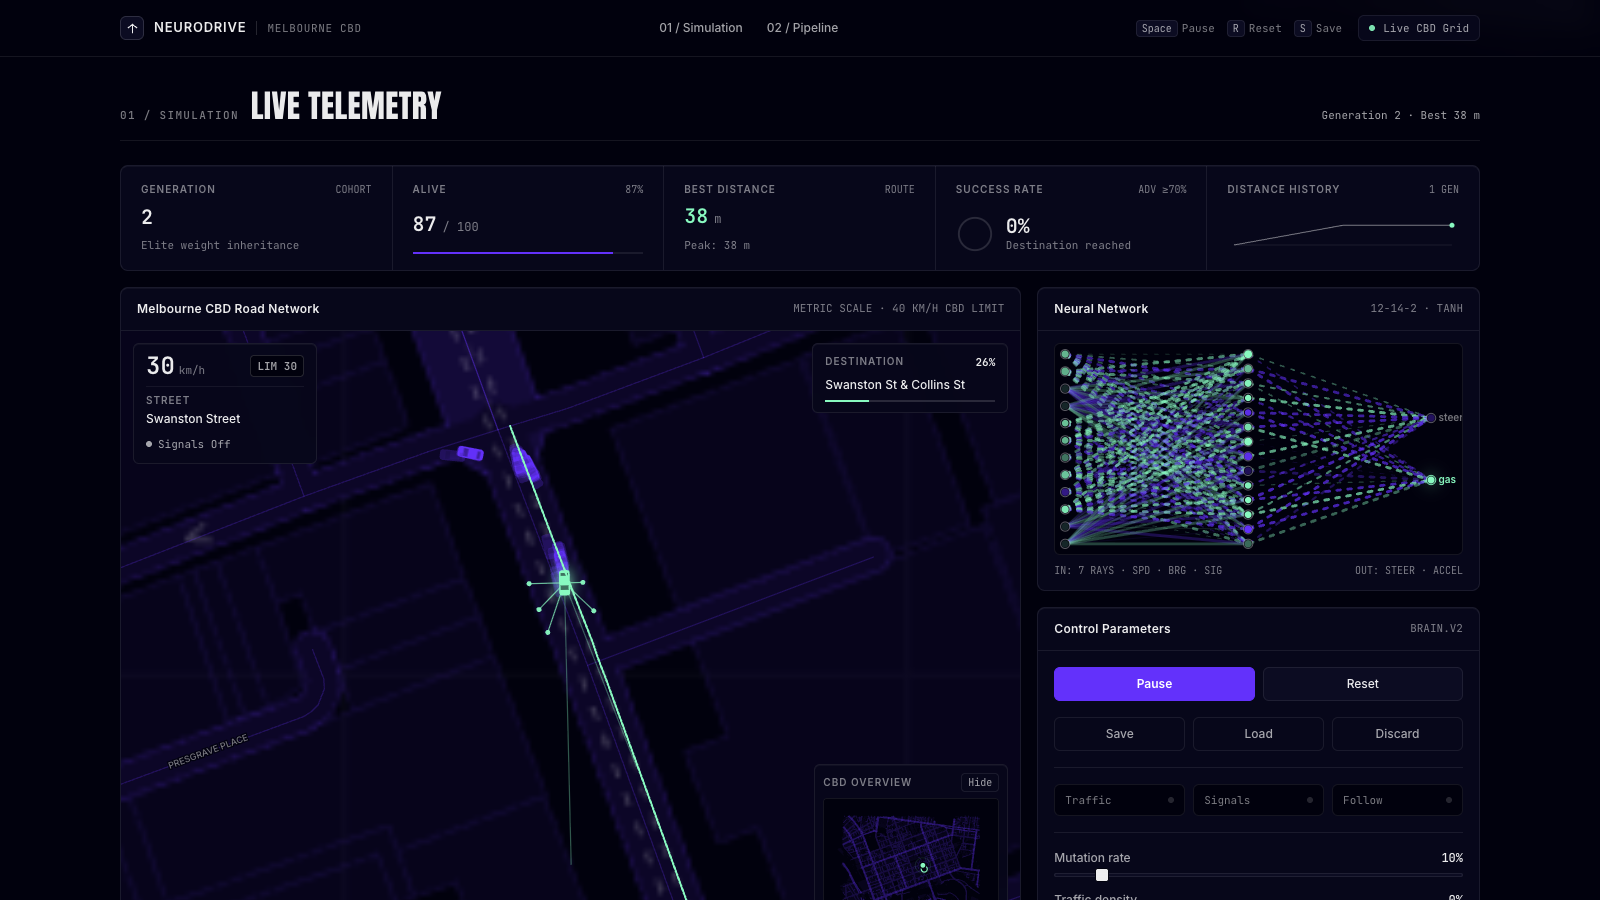 NEURODRIVE MELBOURNE CBD 01 / Simulation 02 / Pipeline Space Pause R Reset S Save Live CBD Grid
01 / SIMULATION LIVE TELEMETRY Generation 2 · Best 38 m
GENERATION COHORT
2
Elite weight inheritance
ALIVE 87%
87 / 100
BEST DISTANCE ROUTE
38 m
Peak: 38 m
SUCCESS RATE ADV ≥70%
0%
Destination reached
DISTANCE HISTORY 1 GEN
Melbourne CBD Road Network METRIC SCALE · 40 KM/H CBD LIMIT
30 km/h LIM 30
STREET
Swanston Street
Signals Off
DESTINATION 26%
Swanston St & Collins St
PRESGRAVE PLACE
CBD OVERVIEW Hide
Neural Network 12-14-2 · TANH
steer
gas
IN: 7 RAYS · SPD · BRG · SIG OUT: STEER · ACCEL
Control Parameters BRAIN.V2
Pause Reset
Save Load Discard
Traffic Signals Follow
Mutation rate 10%
Traffic density 0%